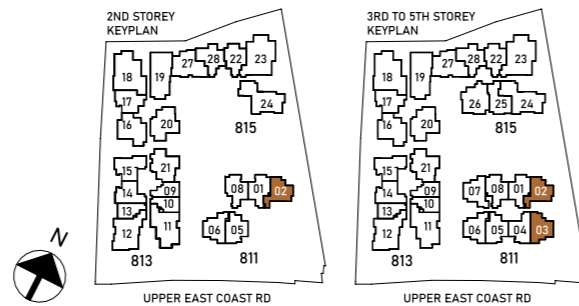 2ND STOREY
KEYPLAN
27 28 22 23
18 19
17
24
16 20
815
15 21
14 09
13 10
12 11
08 01 02
06 05
813 811
UPPER EAST COAST RD
N
3RD TO 5TH STOREY
KEYPLAN
27 28 22 23
18 19
17
26 25 24
16 20
815
15 21
14 09
13 10
12 11
07 08 01 02
06 05 04 03
813 811
UPPER EAST COAST RD